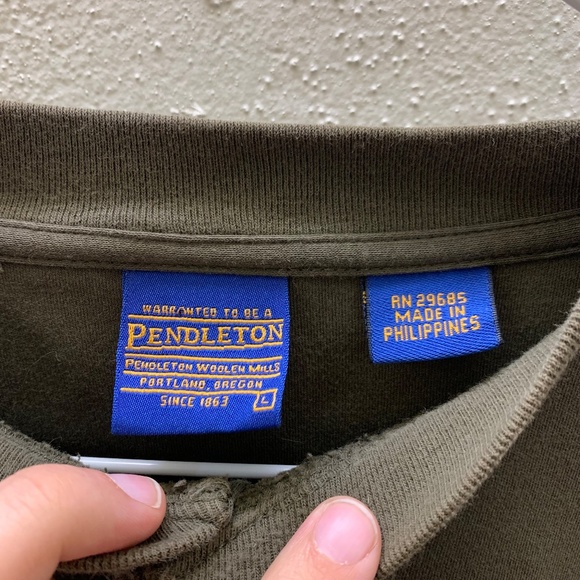 WARRANTED TO BE A
PENDLETON
PENDLETON WOOLEN MILLS
PORTLAND, OREGON
SINCE 1863
L
RN 29685
MADE IN
PHILIPPINES